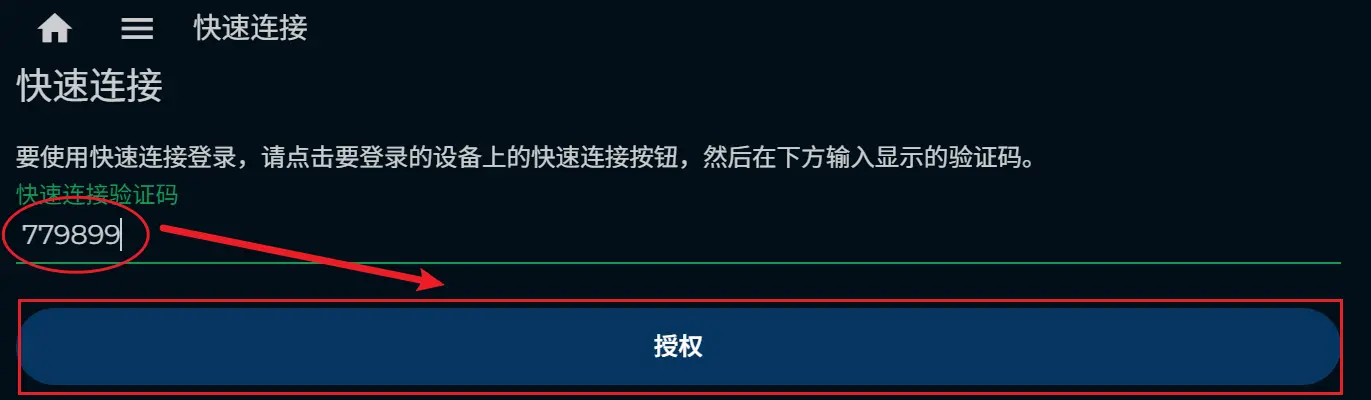 快速连接
快速连接
要使用快速连接登录，请点击要登录的设备上的快速连接按钮，然后在下方输入显示的验证码。
快速连接验证码
779899
授权